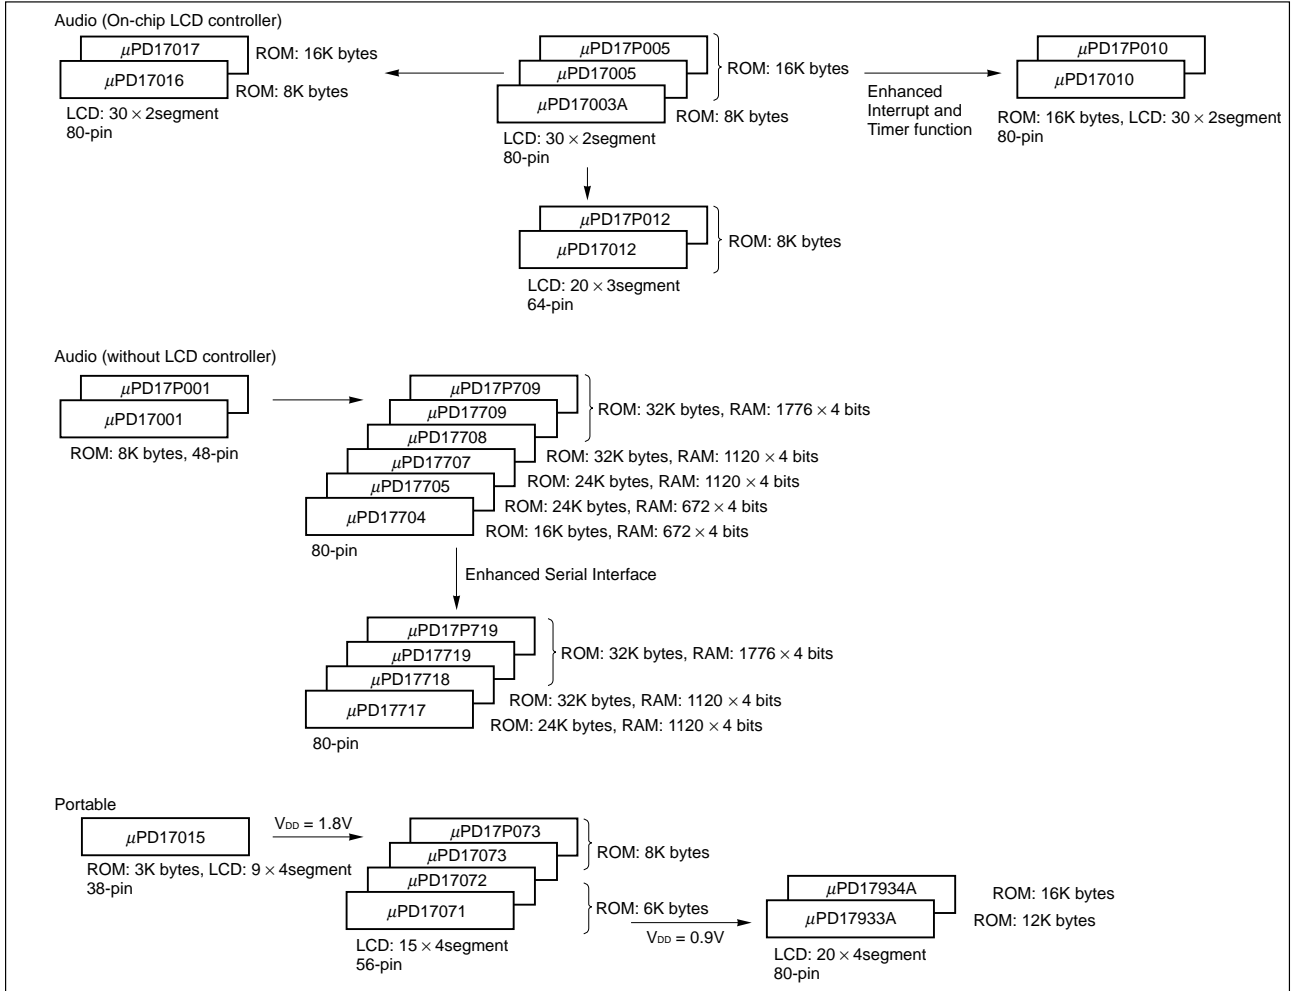 Audio (On-chip LCD controller)
μPD17017
ROM: 16K bytes
μPD17016
ROM: 8K bytes
LCD: 30 × 2segment
80-pin
μPD17P005
μPD17005
ROM: 16K bytes
μPD17003A
ROM: 8K bytes
LCD: 30 × 2segment
80-pin
Enhanced
Interrupt and
Timer function
μPD17P010
μPD17010
ROM: 16K bytes, LCD: 30 × 2segment
80-pin
μPD17P012
μPD17012
ROM: 8K bytes
LCD: 20 × 3segment
64-pin
Audio (without LCD controller)
μPD17P001
μPD17001
ROM: 8K bytes, 48-pin
μPD17P709
μPD17709
ROM: 32K bytes, RAM: 1776 × 4 bits
μPD17708
ROM: 32K bytes, RAM: 1120 × 4 bits
μPD17707
ROM: 24K bytes, RAM: 1120 × 4 bits
μPD17705
ROM: 24K bytes, RAM: 672 × 4 bits
μPD17704
ROM: 16K bytes, RAM: 672 × 4 bits
80-pin
Enhanced Serial Interface
μPD17P719
μPD17719
ROM: 32K bytes, RAM: 1776 × 4 bits
μPD17718
ROM: 32K bytes, RAM: 1120 × 4 bits
μPD17717
ROM: 24K bytes, RAM: 1120 × 4 bits
80-pin
Portable
μPD17015
ROM: 3K bytes, LCD: 9 × 4segment
38-pin
VDD = 1.8V
μPD17P073
μPD17073
ROM: 8K bytes
μPD17072
μPD17071
ROM: 6K bytes
LCD: 15 × 4segment
56-pin
VDD = 0.9V
μPD17934A
ROM: 16K bytes
μPD17933A
ROM: 12K bytes
LCD: 20 × 4segment
80-pin